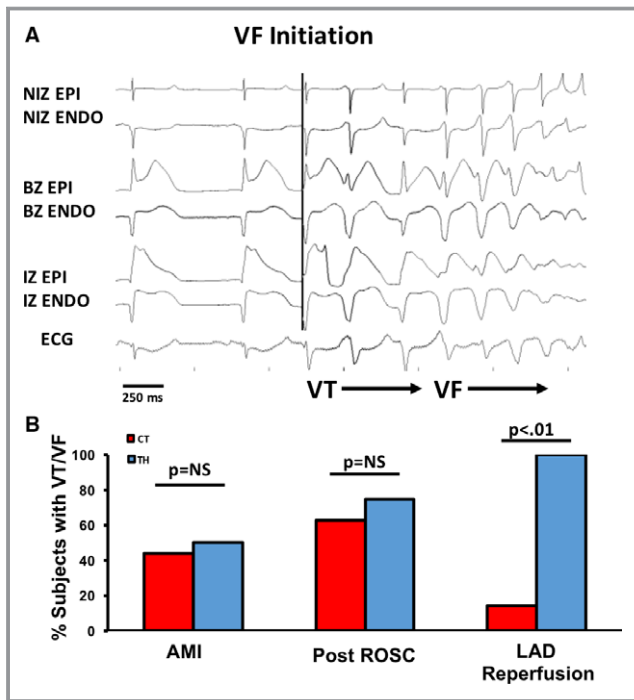 A
VF Initiation
NIZ EPI
NIZ ENDO
BZ EPI
BZ ENDO
IZ EPI
IZ ENDO
ECG
250 ms
VT
VF
B
% Subjects with VT/VF
100
80
60
40
20
0
CT
TH
p=NS
p=NS
p<.01
AMI
Post ROSC
LAD
Reperfusion